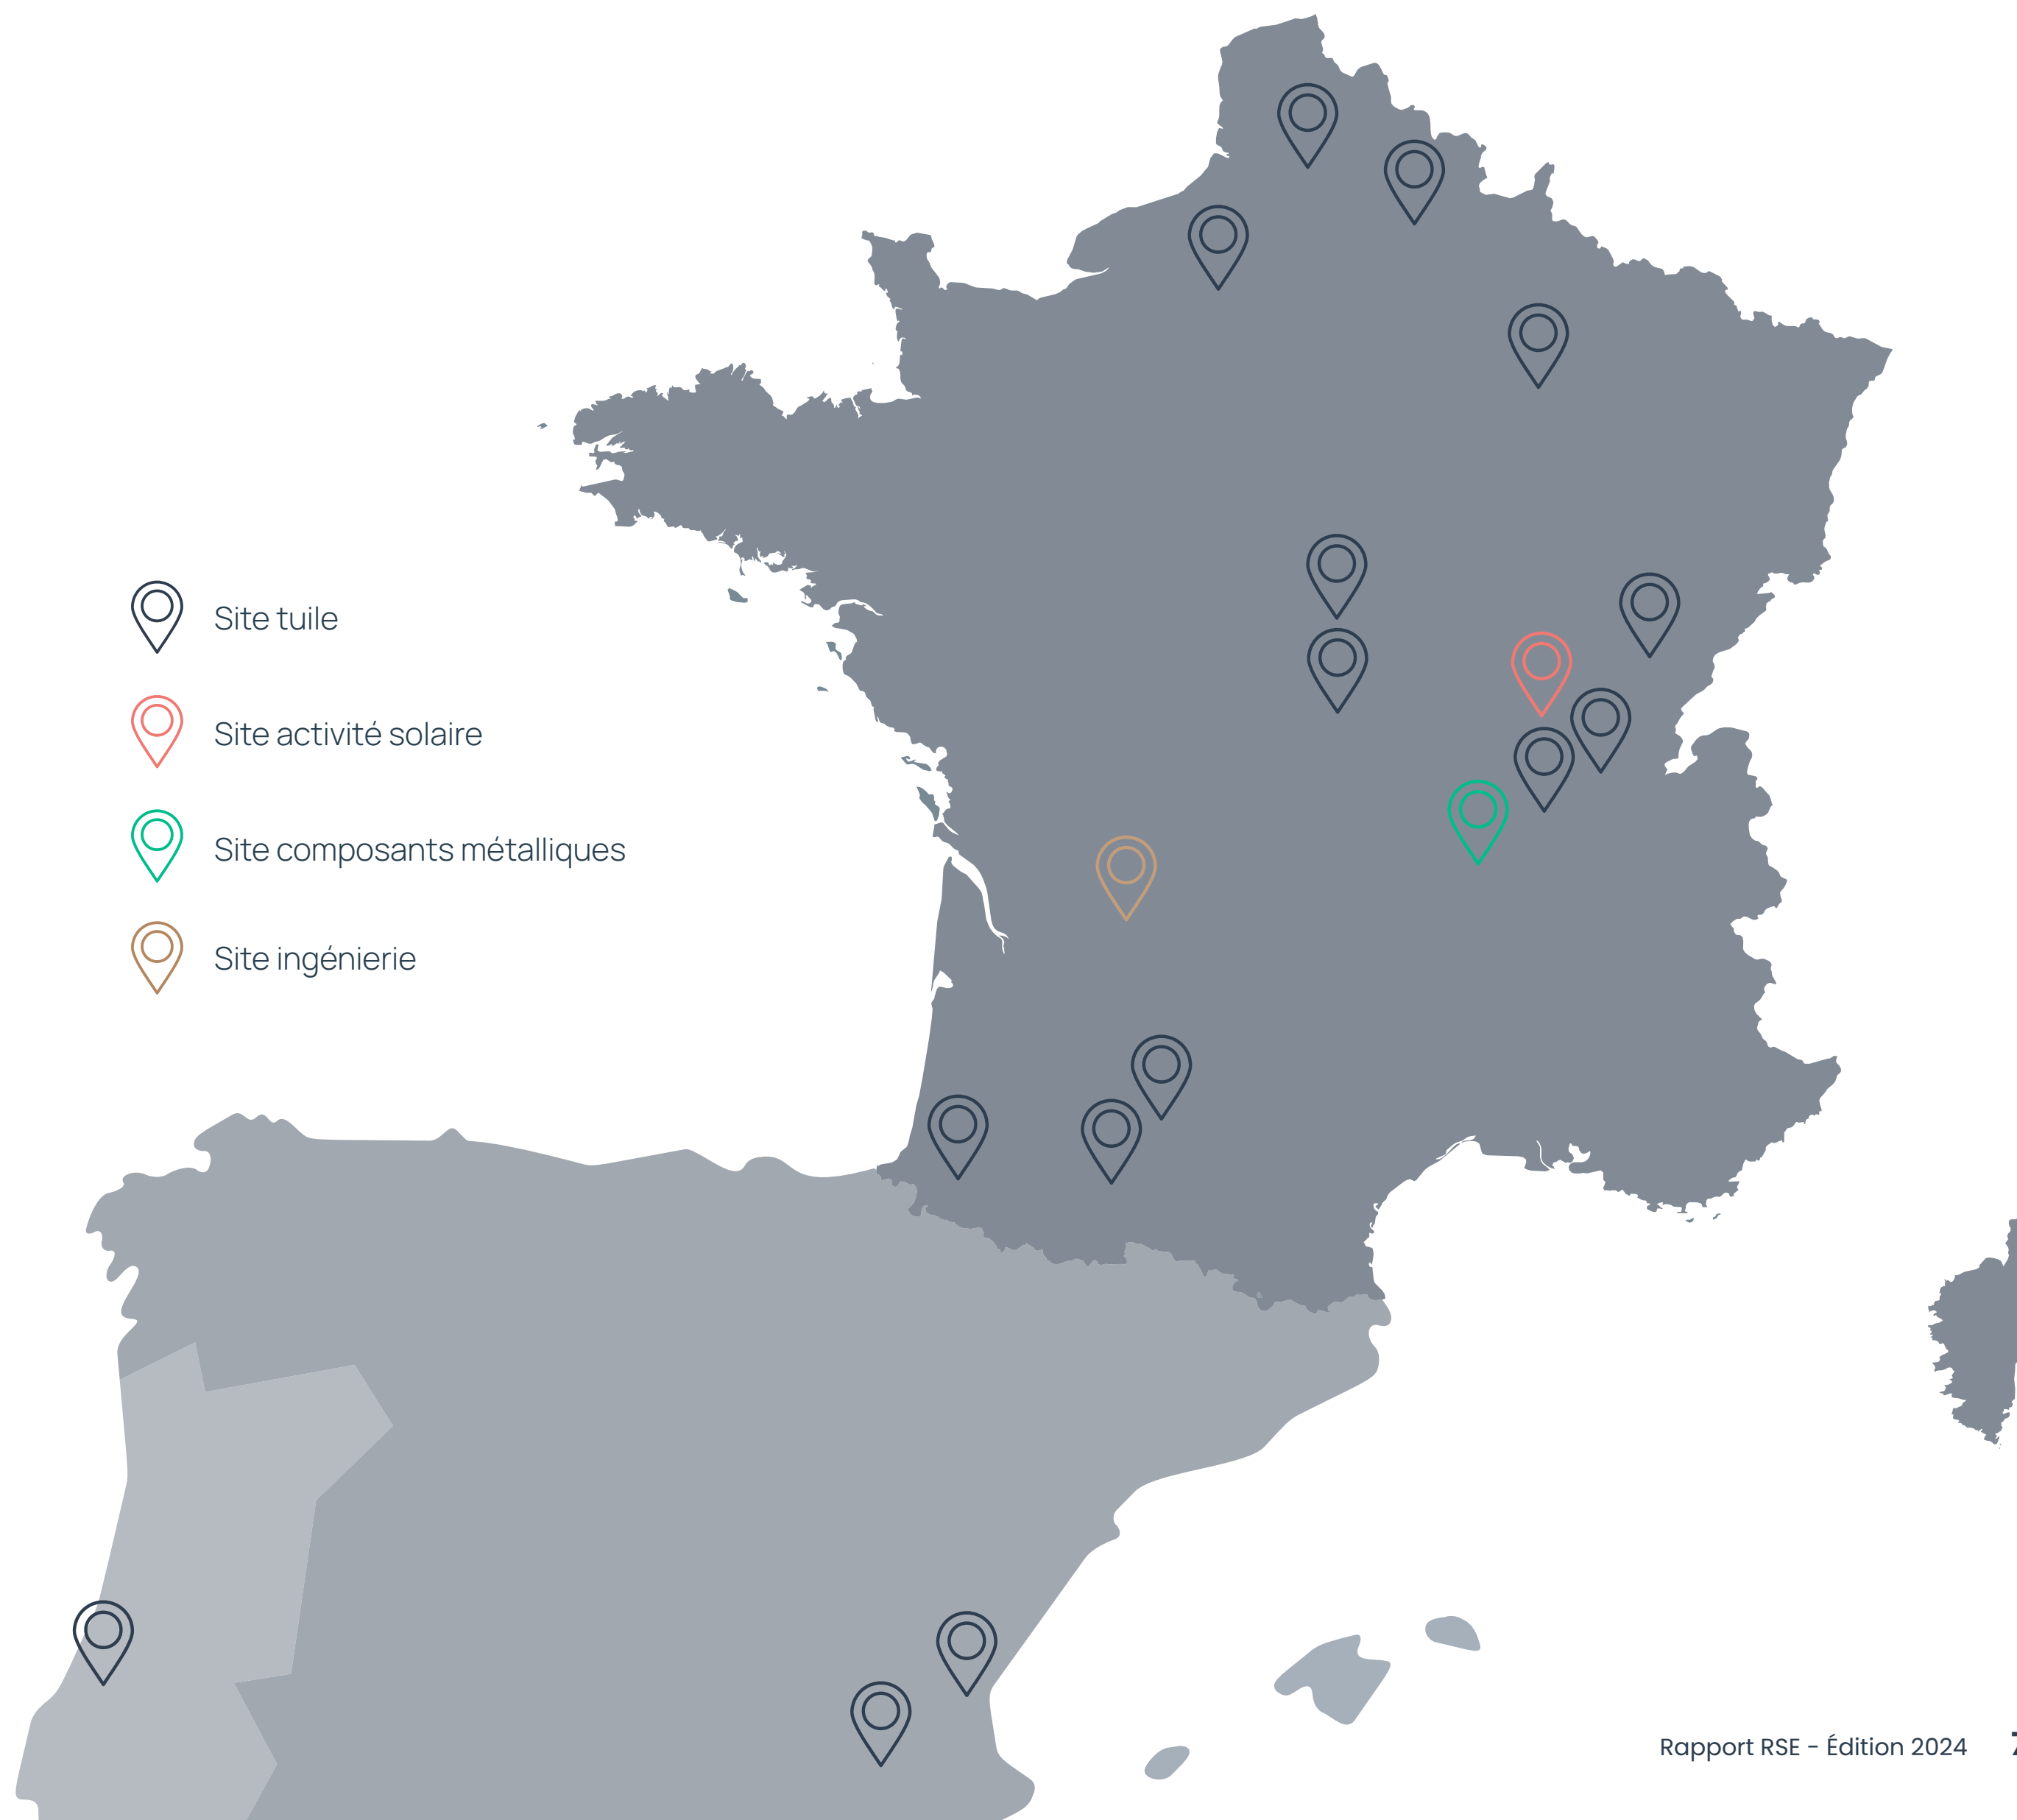 Site tuile
Site activité solaire
Site composants métalliques
Site ingénierie
Rapport RSE - Édition 2024